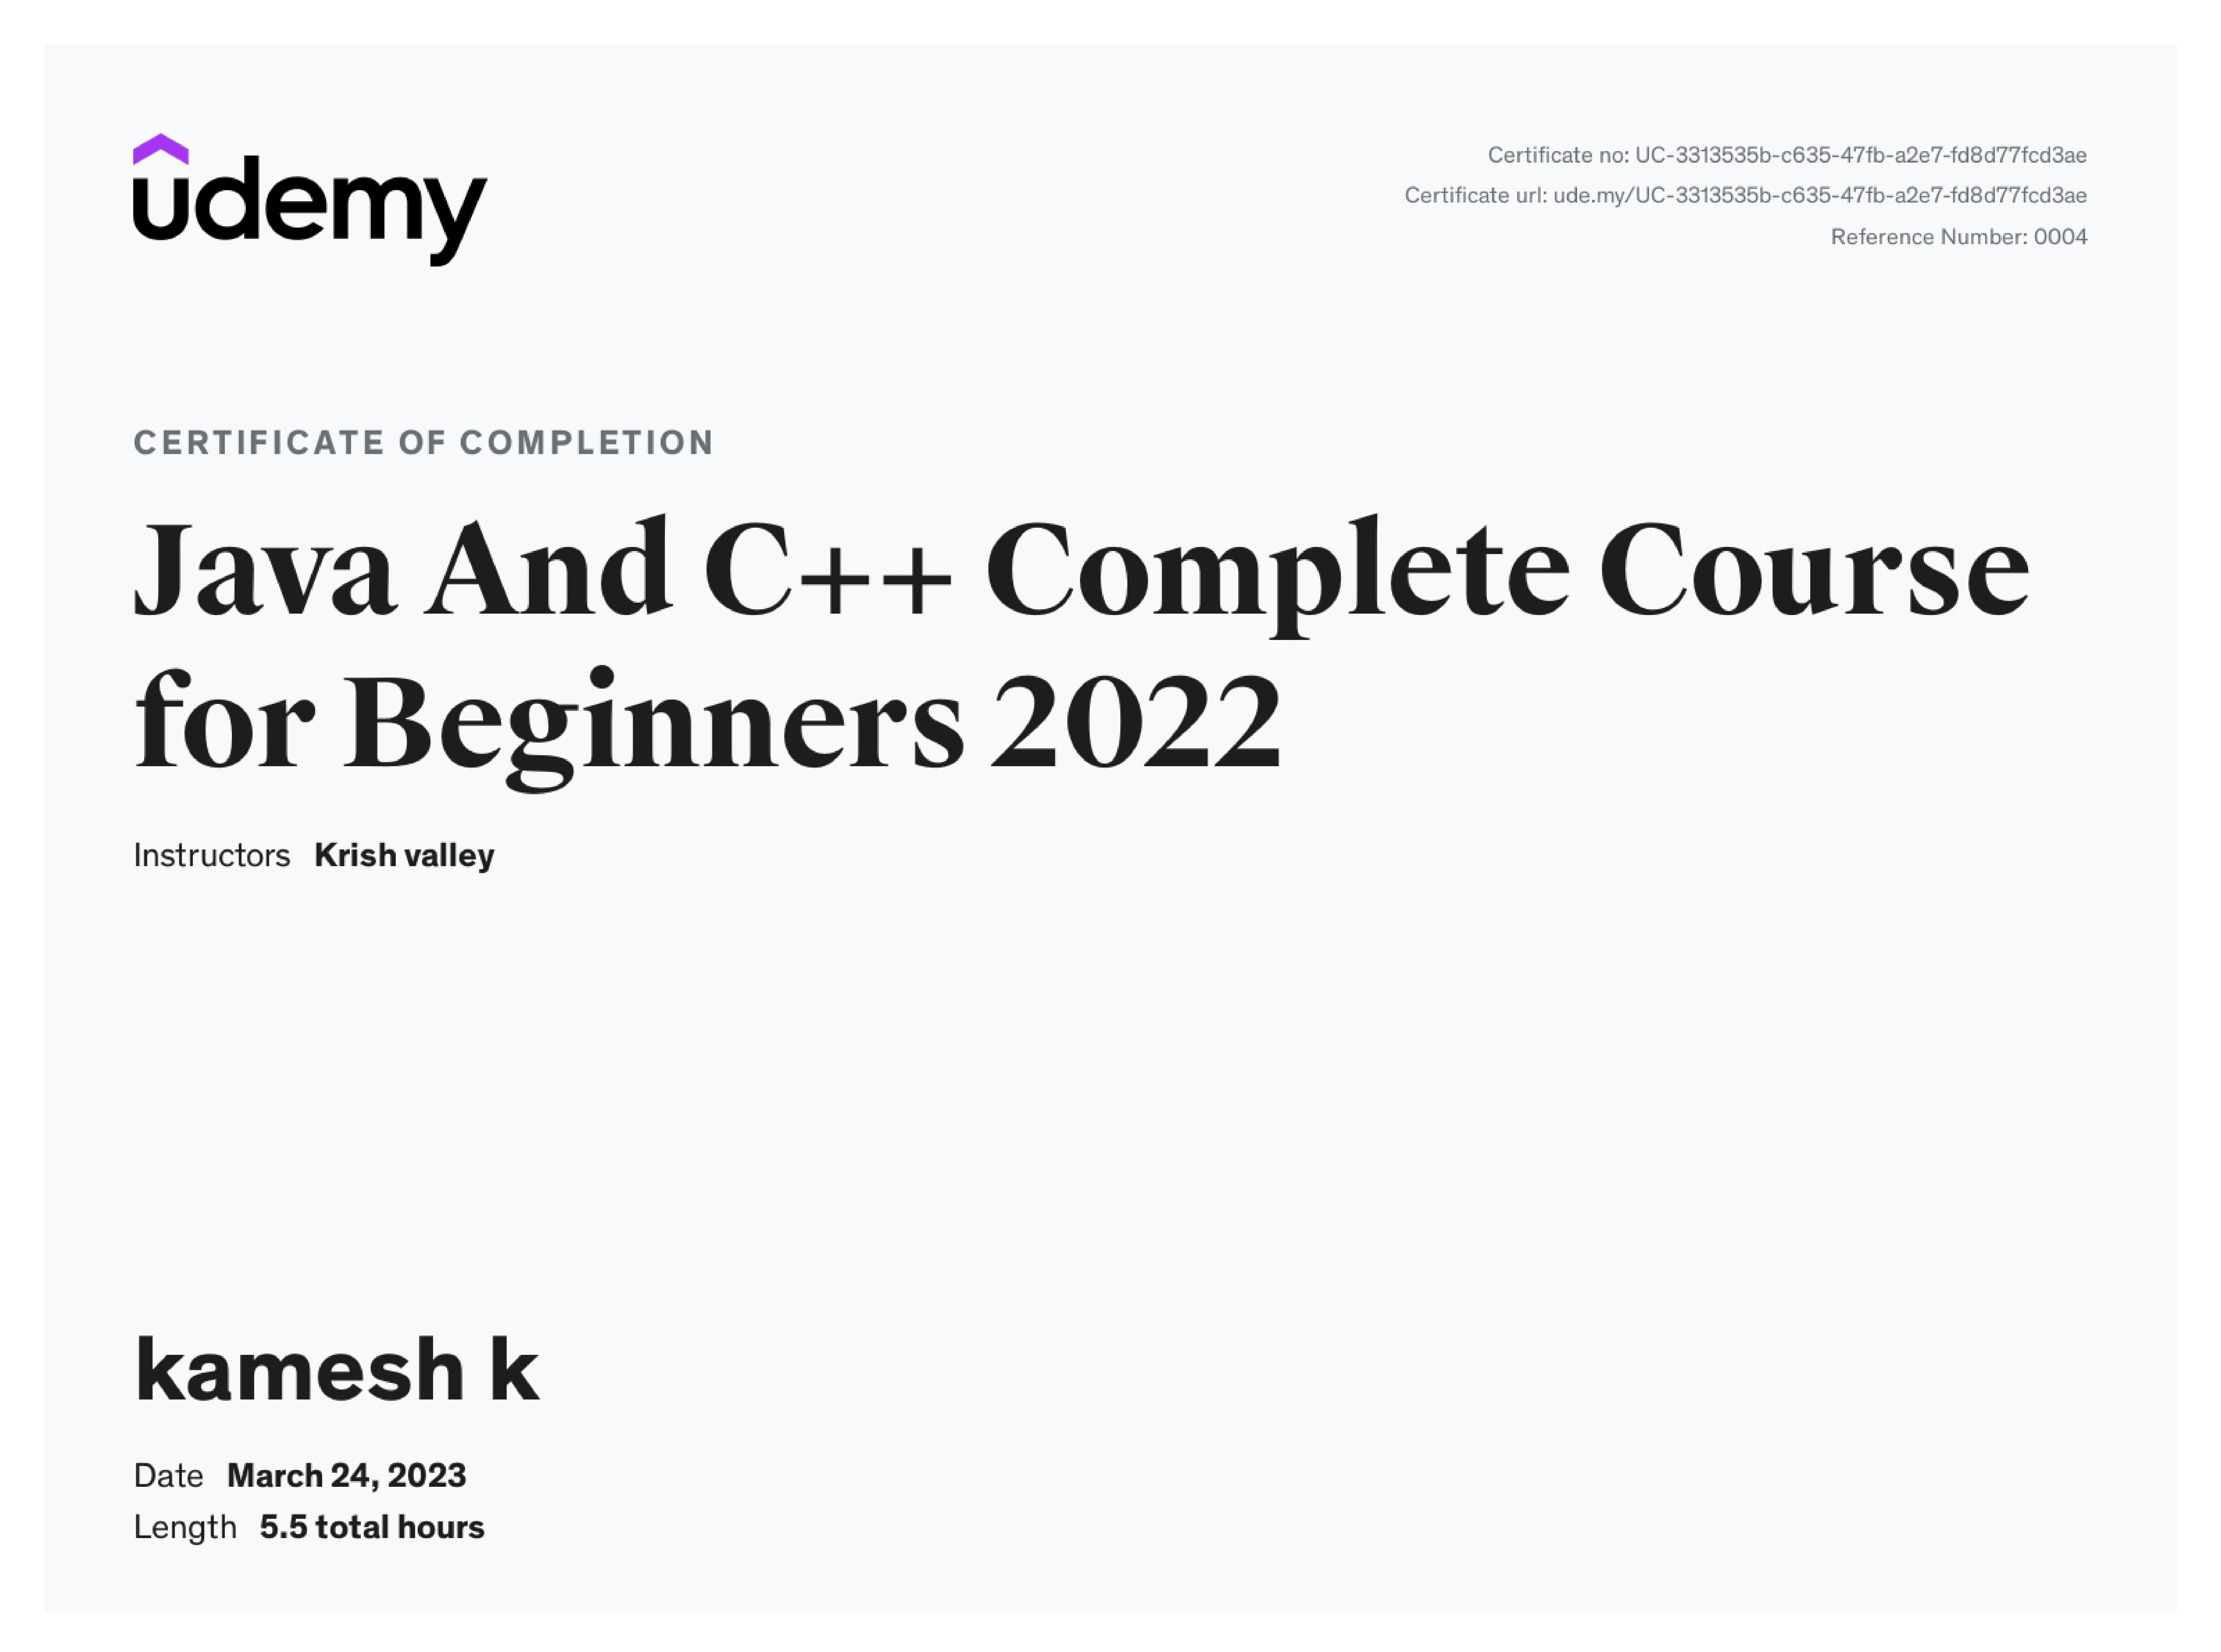 udemy
Certificate no: UC-3313535b-c635-47fb-a2e7-fd8d77fcd3ae
Certificate url: ude.my/UC-3313535b-c635-47fb-a2e7-fd8d77fcd3ae
Reference Number: 0004
CERTIFICATE OF COMPLETION
Java And C++ Complete Course
for Beginners 2022
Instructors Krish valley
kamesh k
Date March 24, 2023
Length 5.5 total hours